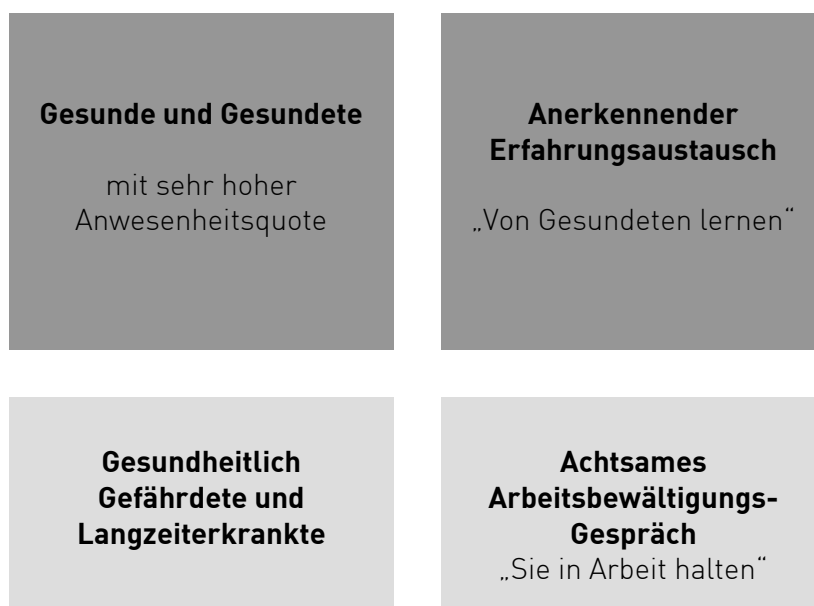 Gesunde und Gesundete
mit sehr hoher
Anwesenheitsquote
Anerkennender
Erfahrungsaustausch
„Von Gesundeten lernen“
Gesundheitlich
Gefährdete und
Langzeiterkrankte
Achtsames
Arbeitsbewältigungs-
Gespräch
„Sie in Arbeit halten“